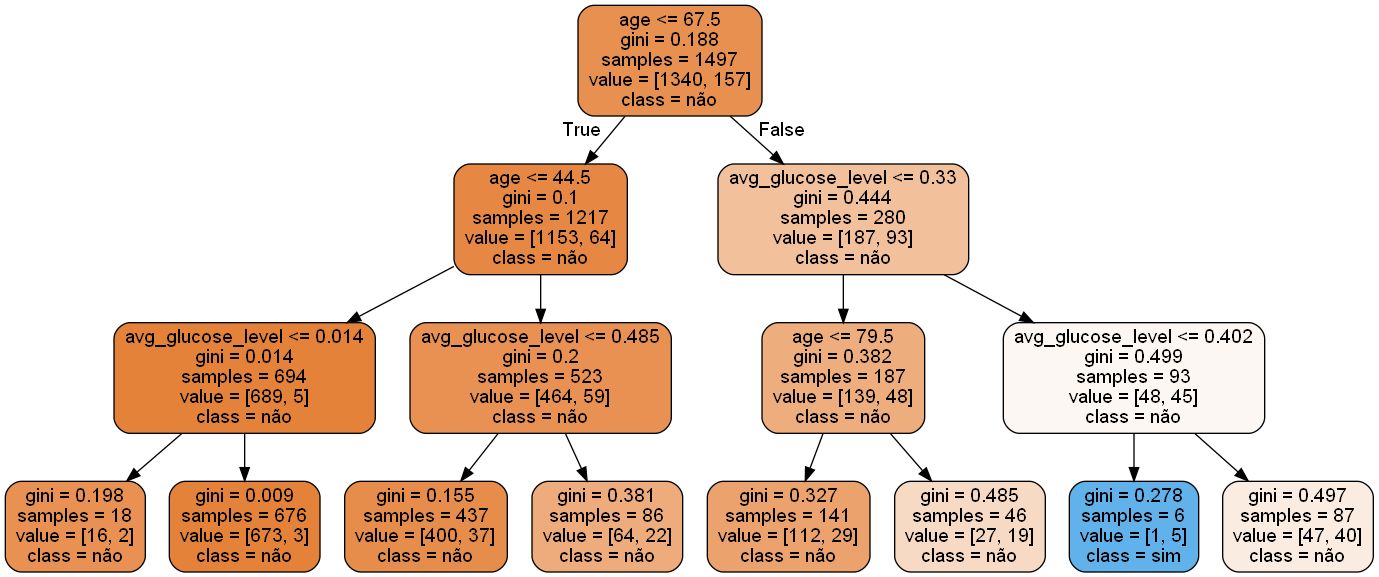 age <= 67.5
gini = 0.188
samples = 1497
value = [1340, 157]
class = não
True
False
age <= 44.5
gini = 0.1
samples = 1217
value = [1153, 64]
class = não
avg_glucose_level <= 0.33
gini = 0.444
samples = 280
value = [187, 93]
class = não
avg_glucose_level <= 0.014
gini = 0.014
samples = 694
value = [689, 5]
class = não
avg_glucose_level <= 0.485
gini = 0.2
samples = 523
value = [464, 59]
class = não
age <= 79.5
gini = 0.382
samples = 187
value = [139, 48]
class = não
avg_glucose_level <= 0.402
gini = 0.499
samples = 93
value = [48, 45]
class = não
gini = 0.198
samples = 18
value = [16, 2]
class = não
gini = 0.009
samples = 676
value = [673, 3]
class = não
gini = 0.155
samples = 437
value = [400, 37]
class = não
gini = 0.381
samples = 86
value = [64, 22]
class = não
gini = 0.327
samples = 141
value = [112, 29]
class = não
gini = 0.485
samples = 46
value = [27, 19]
class = não
gini = 0.278
samples = 6
value = [1, 5]
class = sim
gini = 0.497
samples = 87
value = [47, 40]
class = não